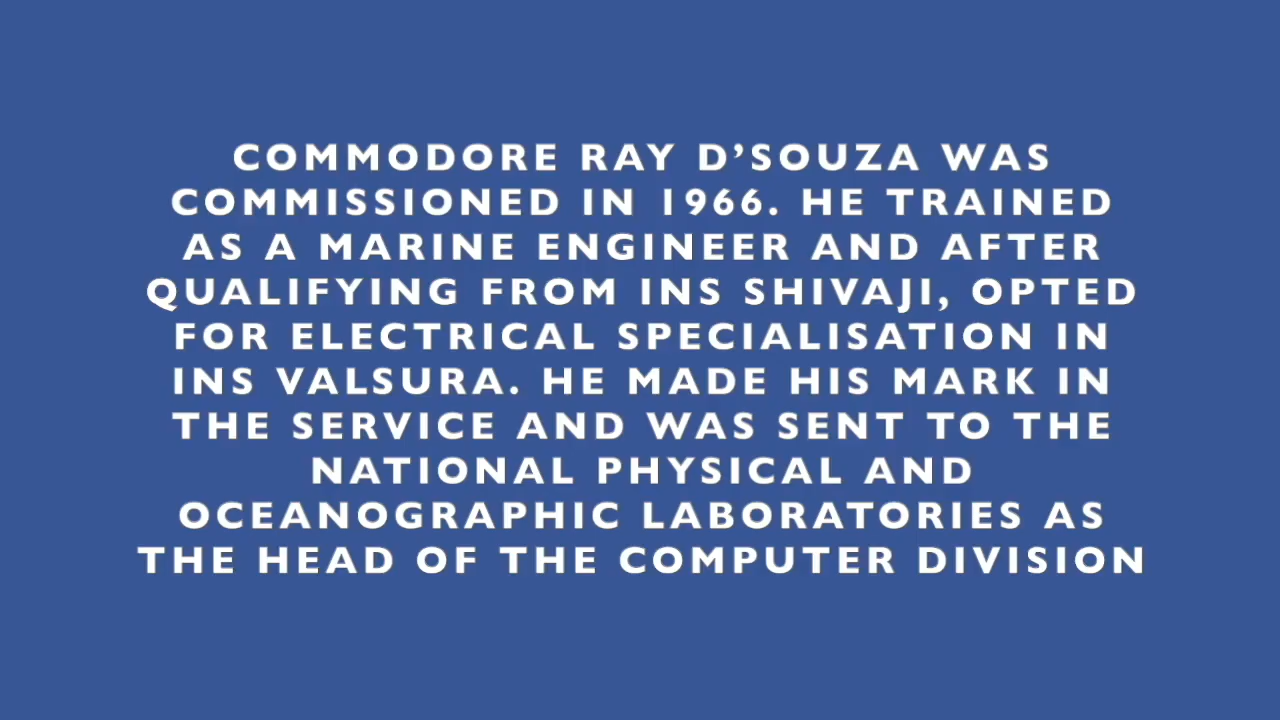 COMMODORE RAY D’SOUZA WAS
COMMISSIONED IN 1966. HE TRAINED
AS A MARINE ENGINEER AND AFTER
QUALIFYING FROM INS SHIVAJI, OPTED
FOR ELECTRICAL SPECIALISATION IN
INS VALSURA. HE MADE HIS MARK IN
THE SERVICE AND WAS SENT TO THE
NATIONAL PHYSICAL AND
OCEANOGRAPHIC LABORATORIES AS
THE HEAD OF THE COMPUTER DIVISION